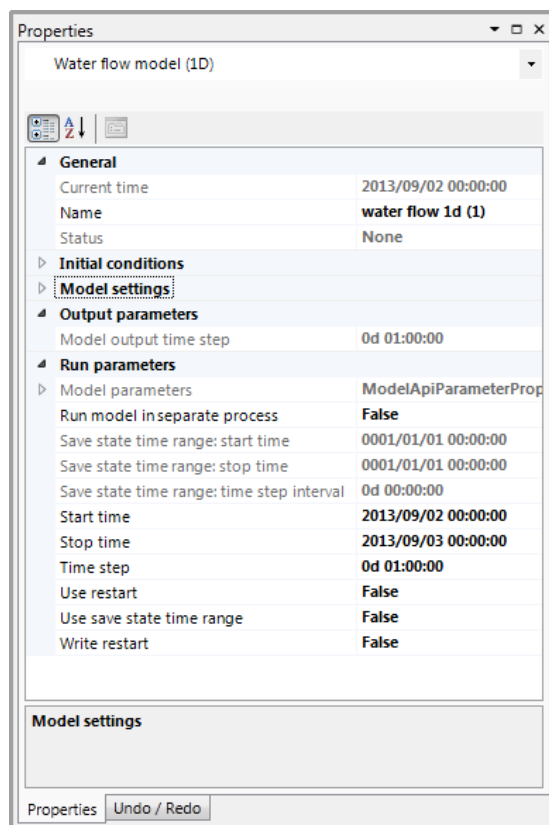 Properties
Water flow model (1D)
General
Current time 2013/09/02 00:00:00
Name water flow 1d (1)
Status None
Initial conditions
Model settings
Output parameters
Model output time step 0d 01:00:00
Run parameters
Model parameters ModelApiParameterProp
Run model in separate process False
Save state time range: start time 0001/01/01 00:00:00
Save state time range: stop time 0001/01/01 00:00:00
Save state time range: time step interval 0d 00:00:00
Start time 2013/09/02 00:00:00
Stop time 2013/09/03 00:00:00
Time step 0d 01:00:00
Use restart False
Use save state time range False
Write restart False
Model settings
Properties Undo / Redo